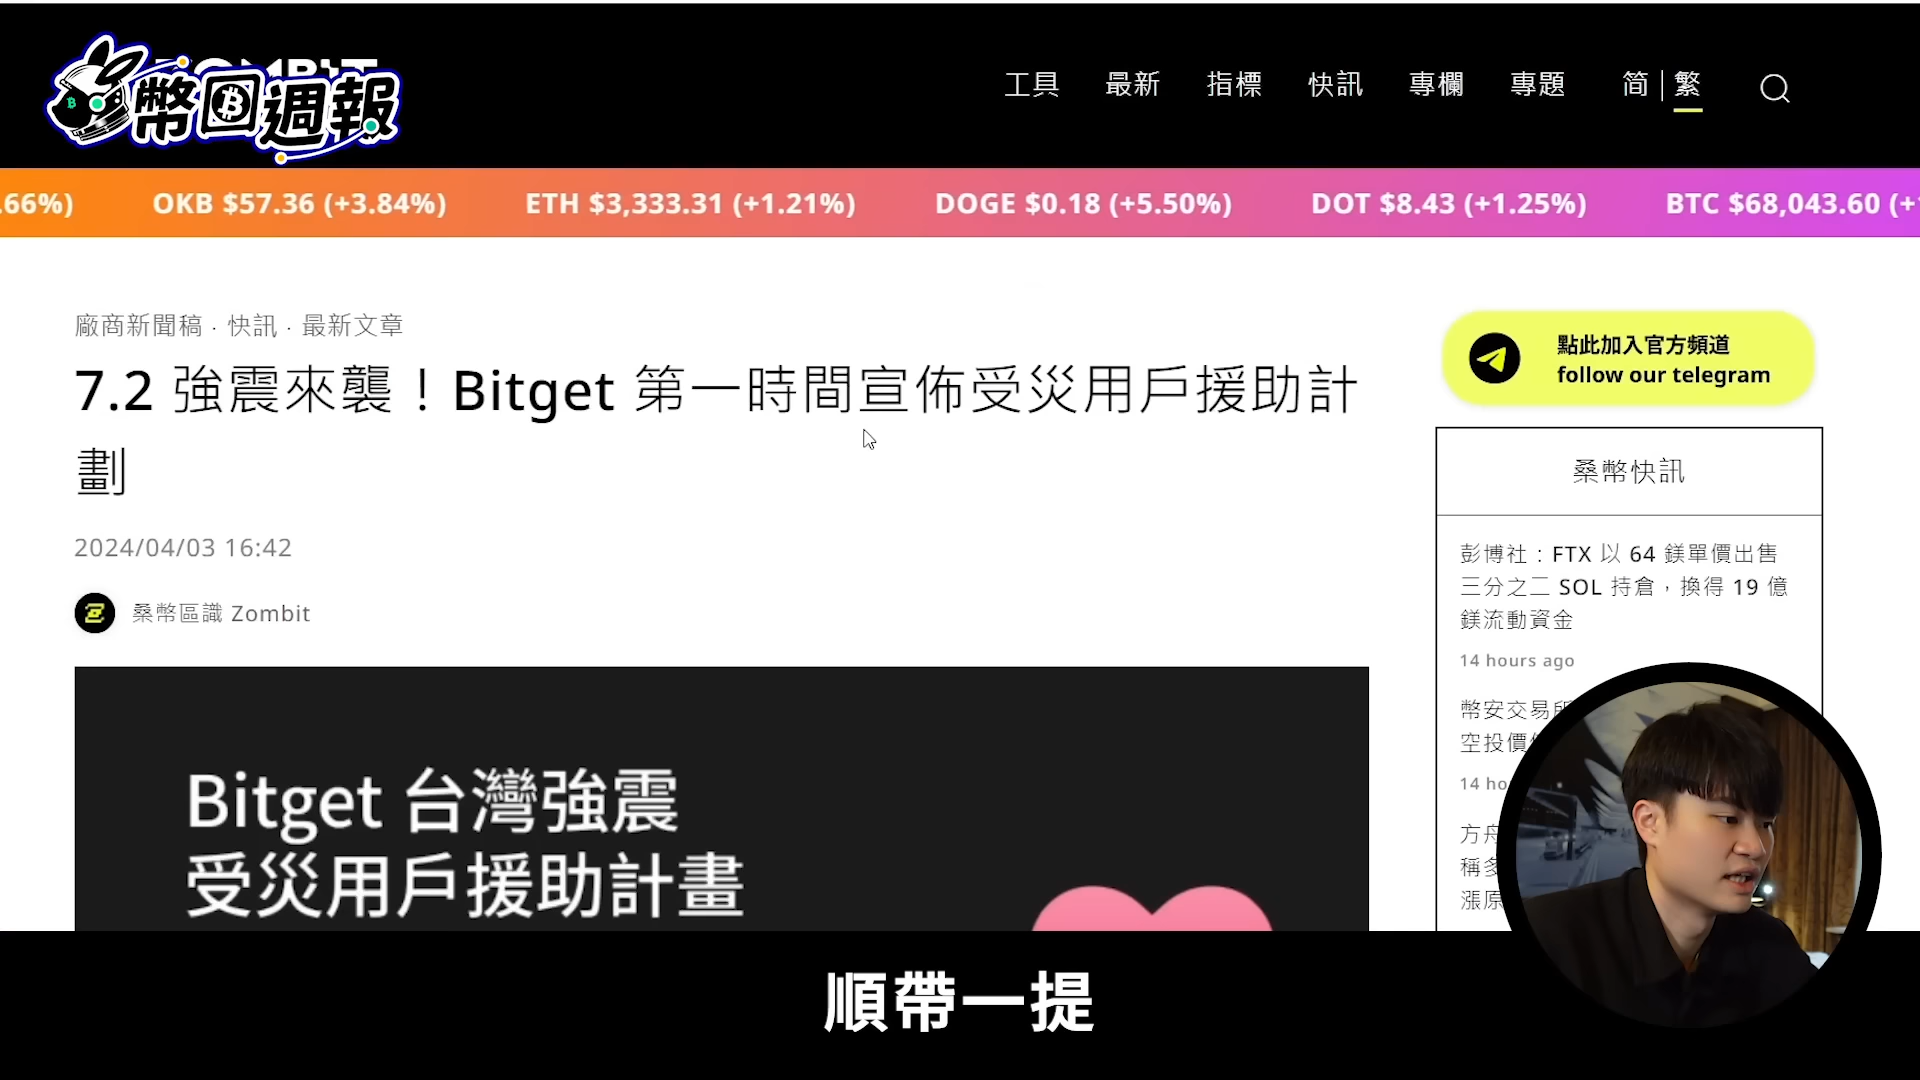 幣回週報
工具 最新 指標 快訊 專欄 專題 简 | 繁
.66%) OKB $57.36 (+3.84%) ETH $3,333.31 (+1.21%) DOGE $0.18 (+5.50%) DOT $8.43 (+1.25%) BTC $68,043.60 (+
廠商新聞稿 · 快訊 · 最新文章
7.2 強震來襲！Bitget 第一時間宣佈受災用戶援助計
劃
2024/04/03 16:42
桑幣區識 Zombit
Bitget 台灣強震
受災用戶援助計畫
點此加入官方頻道
follow our telegram
桑幣快訊
彭博社：FTX 以 64 鎂單價出售
三分之二 SOL 持倉，換得 19 億
鎂流動資金
14 hours ago
幣安交易所
空投價
14 ho
方舟
稱多
漲原
順帶一提